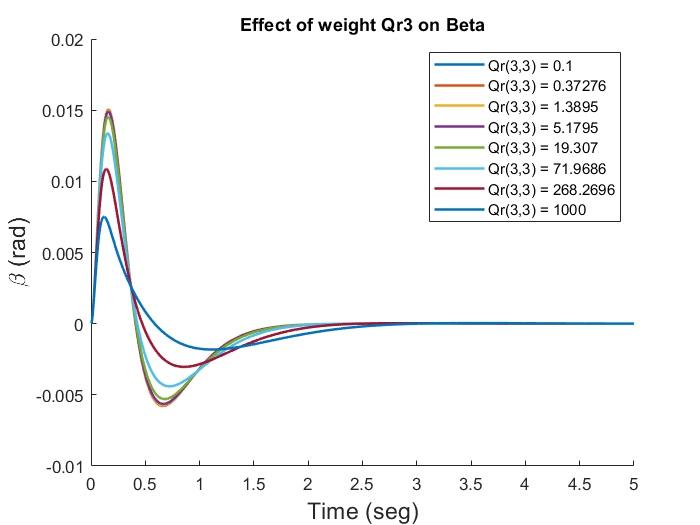 Effect of weight Qr3 on Beta
0.02
0.015
0.01
0.005
0
-0.005
-0.01
β (rad)
Qr(3,3) = 0.1
Qr(3,3) = 0.37276
Qr(3,3) = 1.3895
Qr(3,3) = 5.1795
Qr(3,3) = 19.307
Qr(3,3) = 71.9686
Qr(3,3) = 268.2696
Qr(3,3) = 1000
0 0.5 1 1.5 2 2.5 3 3.5 4 4.5 5
Time (seg)